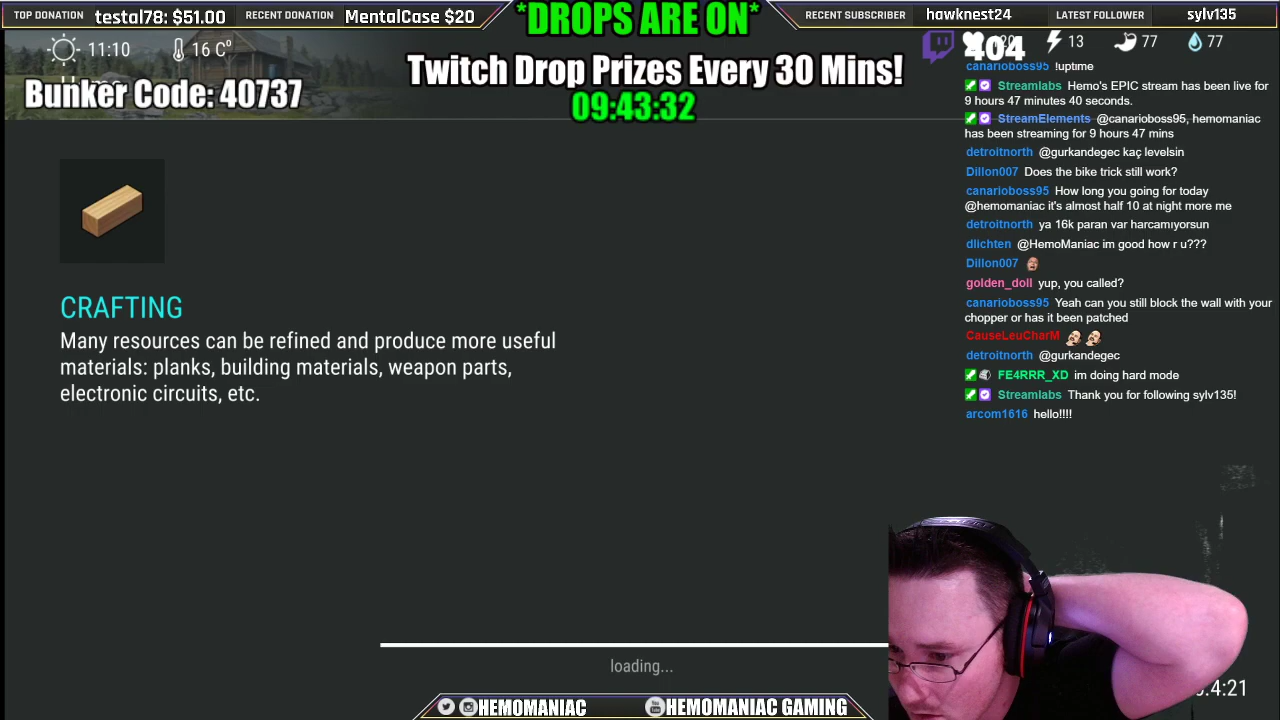 TOP DONATION testal78: $51.00 RECENT DONATION MentalCase $20
*DROPS ARE ON*
RECENT SUBSCRIBER hawknest24 LATEST FOLLOWER sylv135
11:10 16 C°
Bunker Code: 40737
Twitch Drop Prizes Every 30 Mins!
09:43:32
404 13 77 77
canarioboss95 !uptime
Streamlabs Hemo's EPIC stream has been live for
9 hours 47 minutes 40 seconds.
StreamElements @canarioboss95, hemomaniac
has been streaming for 9 hours 47 mins
detroitnorth @gurkandegec kaç levelsin
Dillon007 Does the bike trick still work?
canarioboss95 How long you going for today
@hemomaniac it's almost half 10 at night more me
detroitnorth ya 16k paran var harcamıyorsun
dlichten @HemoManiac im good how r u???
Dillon007
golden_doll yup, you called?
canarioboss95 Yeah can you still block the wall with your
chopper or has it been patched
CauseLeuCharM
detroitnorth @gurkandegec
FE4RRR_XD im doing hard mode
Streamlabs Thank you for following sylv135!
arcom1616 hello!!!!
CRAFTING
Many resources can be refined and produce more useful
materials: planks, building materials, weapon parts,
electronic circuits, etc.
loading...
.4:21
HEMOMANIAC HEMOMANIAC GAMING